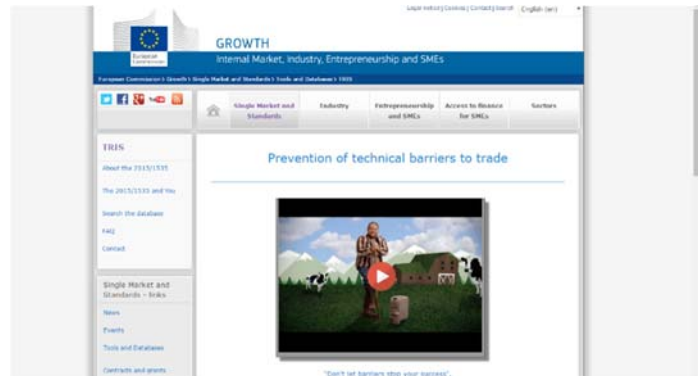 Legal notice | Cookies | Contact | Search English (en)
European
Commission
GROWTH
Internal Market, Industry, Entrepreneurship and SMEs
European Commission > Growth > Single Market and Standards > Tools and Databases > TRIS
Single Market and
Standards
Industry
Entrepreneurship
and SMEs
Access to finance
for SMEs
Sectors
TRIS
About the 2015/1535
The 2015/1535 and You
Search the database
FAQ
Contact
Single Market and
Standards - links
News
Events
Tools and Databases
Contracts and grants
Prevention of technical barriers to trade
"Don't let barriers stop your success".